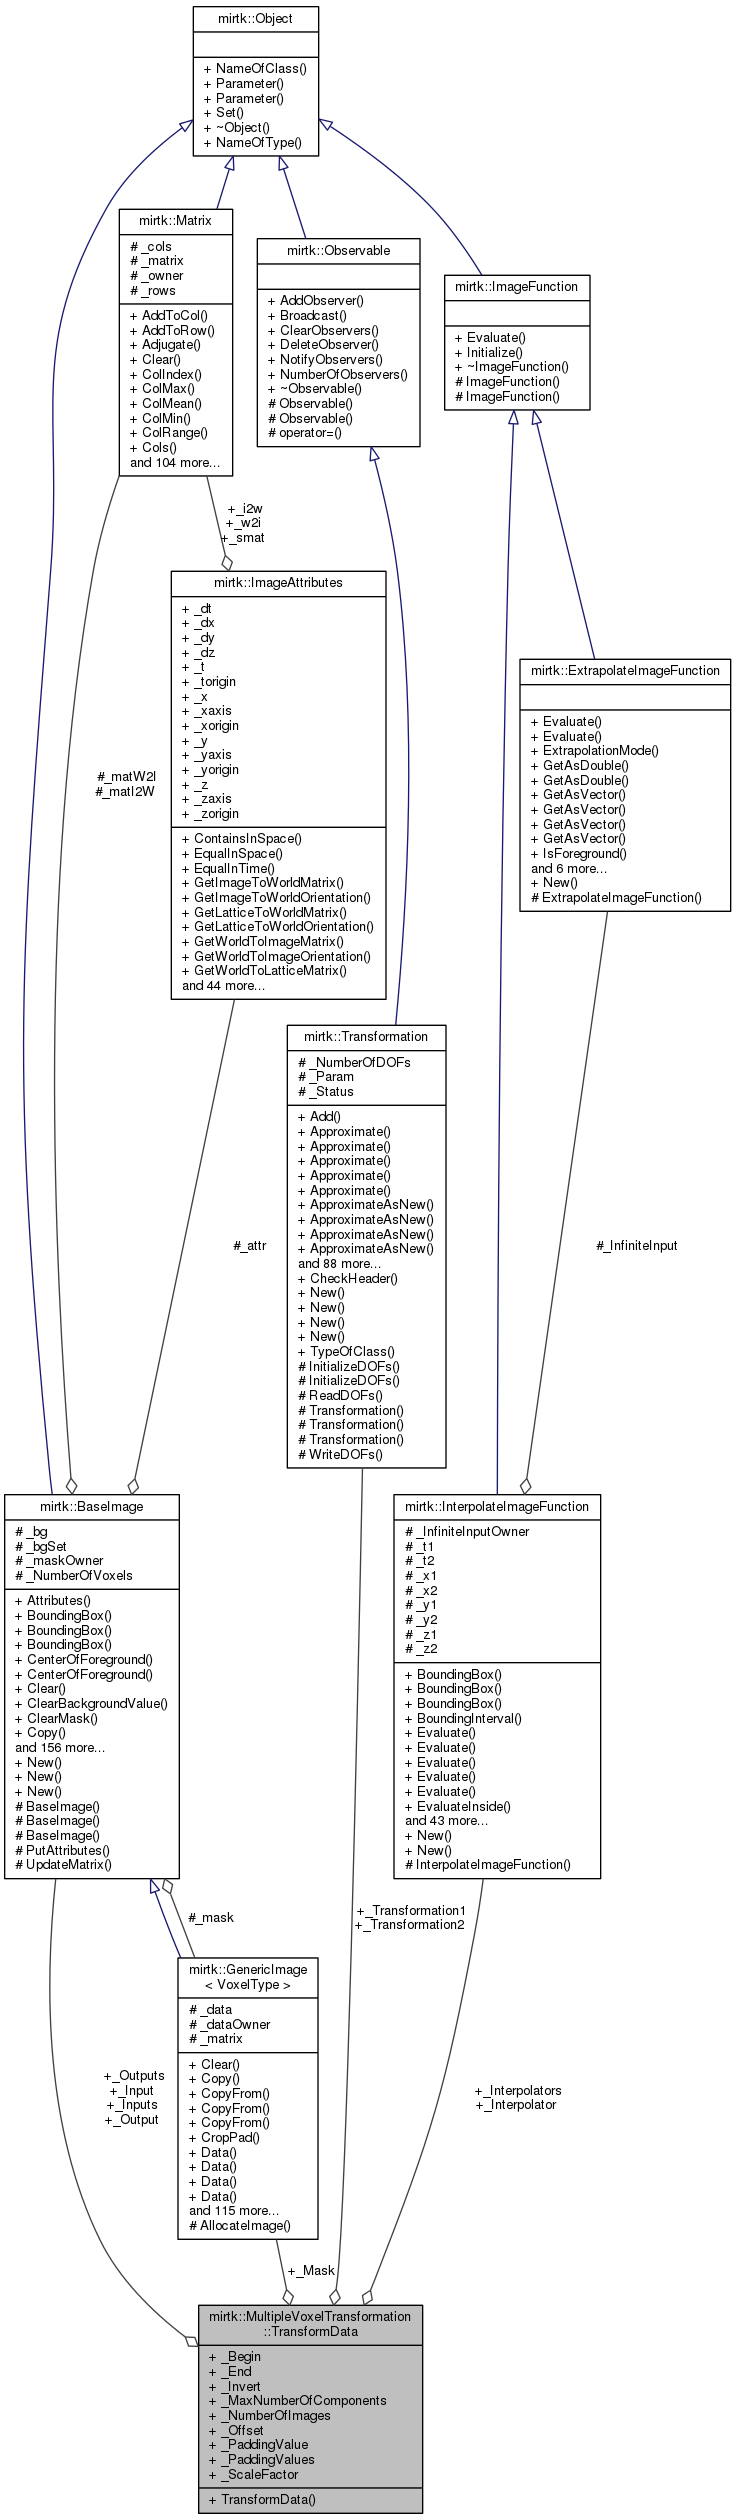 mirtk::Object
+ NameOfClass()
+ Parameter()
+ Parameter()
+ Set()
+ ~Object()
+ NameOfType()
mirtk::Matrix
# _cols
# _matrix
# _owner
# _rows
+ AddToCol()
+ AddToRow()
+ Adjugate()
+ Clear()
+ ColIndex()
+ ColMax()
+ ColMean()
+ ColMin()
+ ColRange()
+ Cols()
and 104 more...
mirtk::Observable
+ AddObserver()
+ Broadcast()
+ ClearObservers()
+ DeleteObserver()
+ NotifyObservers()
+ NumberOfObservers()
+ ~Observable()
# Observable()
# Observable()
# operator=()
mirtk::ImageFunction
+ Evaluate()
+ Initialize()
+ ~ImageFunction()
# ImageFunction()
# ImageFunction()
+_i2w
+_w2i
+_smat
mirtk::ImageAttributes
+ _dt
+ _dx
+ _dy
+ _dz
+ _t
+ _torigin
+ _x
+ _xaxis
+ _xorigin
+ _y
+ _yaxis
+ _yorigin
+ _z
+ _zaxis
+ _zorigin
+ ContainsInSpace()
+ EqualInSpace()
+ EqualInTime()
+ GetImageToWorldMatrix()
+ GetImageToWorldOrientation()
+ GetLatticeToWorldMatrix()
+ GetLatticeToWorldOrientation()
+ GetWorldToImageMatrix()
+ GetWorldToImageOrientation()
+ GetWorldToLatticeMatrix()
and 44 more...
mirtk::ExtrapolateImageFunction
+ Evaluate()
+ Evaluate()
+ ExtrapolationMode()
+ GetAsDouble()
+ GetAsDouble()
+ GetAsVector()
+ GetAsVector()
+ GetAsVector()
+ GetAsVector()
+ IsForeground()
and 6 more...
+ New()
# ExtrapolateImageFunction()
#_matW2I
#_matI2W
mirtk::Transformation
# _NumberOfDOFs
# _Param
# _Status
+ Add()
+ Approximate()
+ Approximate()
+ Approximate()
+ Approximate()
+ Approximate()
+ ApproximateAsNew()
+ ApproximateAsNew()
+ ApproximateAsNew()
+ ApproximateAsNew()
and 88 more...
+ CheckHeader()
+ New()
+ New()
+ New()
+ New()
+ TypeOfClass()
# InitializeDOFs()
# InitializeDOFs()
# ReadDOFs()
# Transformation()
# Transformation()
# Transformation()
# WriteDOFs()
#_attr
#_InfiniteInput
mirtk::BaseImage
# _bg
# _bgSet
# _maskOwner
# _NumberOfVoxels
+ Attributes()
+ BoundingBox()
+ BoundingBox()
+ BoundingBox()
+ CenterOfForeground()
+ CenterOfForeground()
+ Clear()
+ ClearBackgroundValue()
+ ClearMask()
+ Copy()
and 156 more...
+ New()
+ New()
+ New()
# BaseImage()
# BaseImage()
# BaseImage()
# PutAttributes()
# UpdateMatrix()
mirtk::InterpolateImageFunction
# _InfiniteInputOwner
# _t1
# _t2
# _x1
# _x2
# _y1
# _y2
# _z1
# _z2
+ BoundingBox()
+ BoundingBox()
+ BoundingBox()
+ BoundingInterval()
+ Evaluate()
+ Evaluate()
+ Evaluate()
+ Evaluate()
+ Evaluate()
+ EvaluateInside()
and 43 more...
+ New()
+ New()
# InterpolateImageFunction()
#_mask
+_Transformation1
+_Transformation2
mirtk::GenericImage
< VoxelType >
# _data
# _dataOwner
# _matrix
+ Clear()
+ Copy()
+ CopyFrom()
+ CopyFrom()
+ CopyFrom()
+ CropPad()
+ Data()
+ Data()
+ Data()
+ Data()
and 115 more...
# AllocateImage()
+_Outputs
+_Input
+_Inputs
+_Output
+_Interpolators
+_Interpolator
+_Mask
mirtk::MultipleVoxelTransformation
::TransformData
+ _Begin
+ _End
+ _Invert
+ _MaxNumberOfComponents
+ _NumberOfImages
+ _Offset
+ _PaddingValue
+ _PaddingValues
+ _ScaleFactor
+ TransformData()